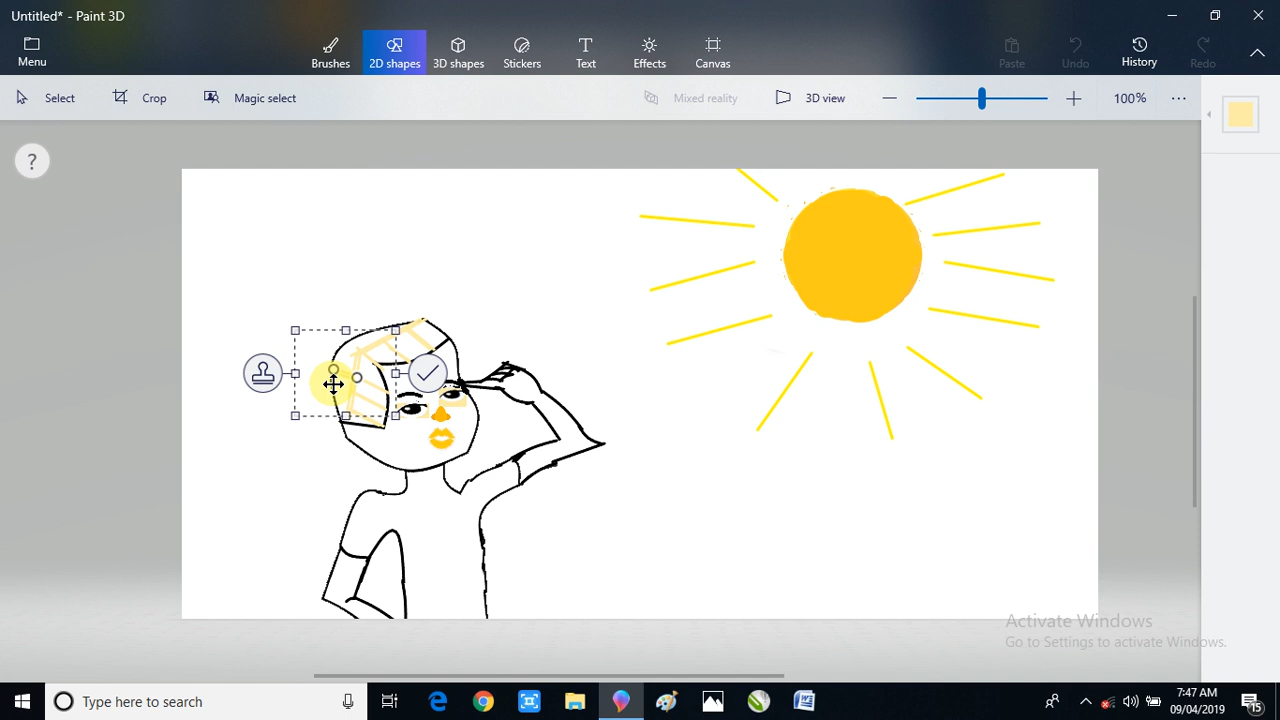 Untitled* - Paint 3D
Menu
Brushes
2D shapes
3D shapes
Stickers
Text
Effects
Canvas
Paste
Undo
History
Redo
Select
Crop
Magic select
Mixed reality
3D view
100%
?
Activate Windows
Go to Settings to activate Windows.
Type here to search
7:47 AM
09/04/2019
15